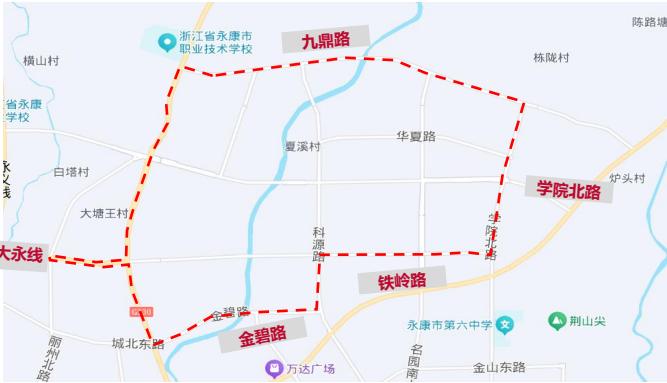 陈路塘
浙江省永康市
职业技术学校
九鼎路
横山村
栋陇村
省永康
学校
华夏路
夏溪村
永义线
白塔村
炉头村
学院北路
大塘王村
学院北路
科源路
大永线
铁岭路
金碧路
金碧路
永康市第六中学
荆山尖
城北东路
丽州北路
万达广场
名园南
金山东路